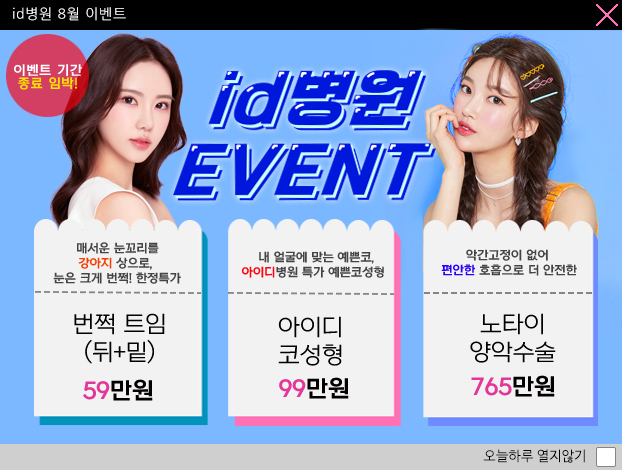 id병원 8월 이벤트
이벤트 기간
종료 임박!
id병원
EVENT
매서운 눈꼬리를
강아지 상으로,
눈은 크게 번쩍! 한정특가
번쩍 트임
(뒤+밑)
59만원
내 얼굴에 맞는 예쁜코,
아이디병원 특가 예쁜코성형
아이디
코성형
99만원
약간고정이 없어
편안한 호흡으로 더 안전한
노타이
양악수술
765만원
오늘하루 열지않기